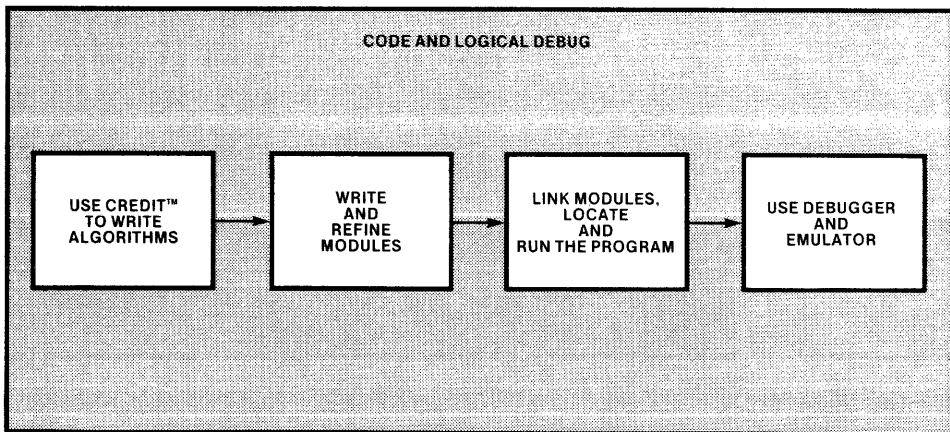 CODE AND LOGICAL DEBUG
USE CREDIT™
TO WRITE
ALGORITHMS
WRITE
AND
REFINE
MODULES
LINK MODULES,
LOCATE
AND
RUN THE PROGRAM
USE DEBUGGER
AND
EMULATOR